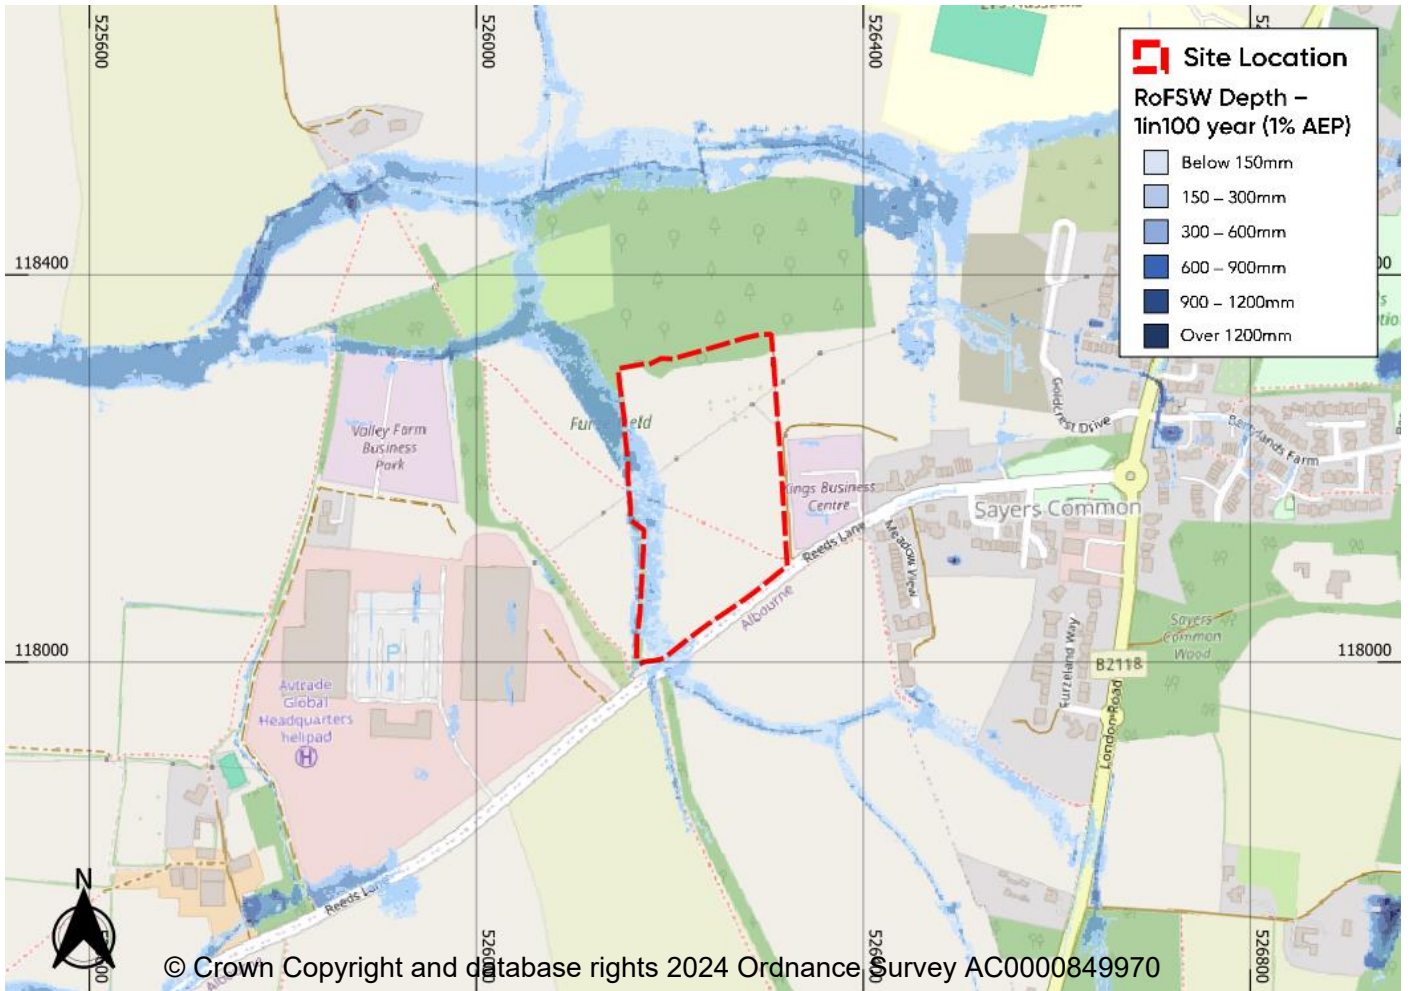 525600
526000
526400
Site Location
RoFSW Depth –
1in100 year (1% AEP)
Below 150mm
150 – 300mm
300 – 600mm
600 – 900mm
900 – 1200mm
Over 1200mm
118400
Goldcrest Drive
Valley Farm
Business
Park
Kings Business
Centre
Sayers Common
Reeds Lane
Meadow View
Albourne
Furzeland Way
Sayers
Common
Wood
118000
118000
B2118
London Road
P
Avtrade
Global
Headquarters
helipad
H
Reeds Lane
N
526800
© Crown Copyright and database rights 2024 Ordnance Survey AC0000849970